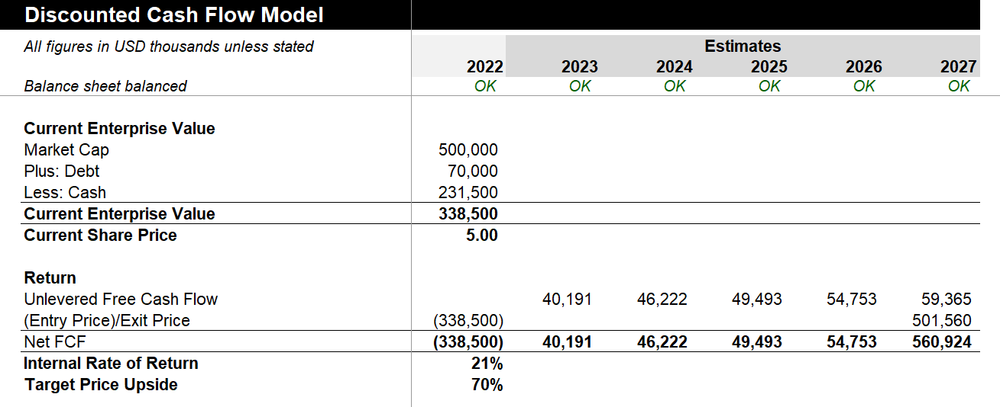 Discounted Cash Flow Model
All figures in USD thousands unless stated Estimates
2022 2023 2024 2025 2026 2027
Balance sheet balanced OK OK OK OK OK OK
Current Enterprise Value
Market Cap 500,000
Plus: Debt 70,000
Less: Cash 231,500
Current Enterprise Value 338,500
Current Share Price 5.00
Return
Unlevered Free Cash Flow 40,191 46,222 49,493 54,753 59,365
(Entry Price)/Exit Price (338,500) 501,560
Net FCF (338,500) 40,191 46,222 49,493 54,753 560,924
Internal Rate of Return 21%
Target Price Upside 70%